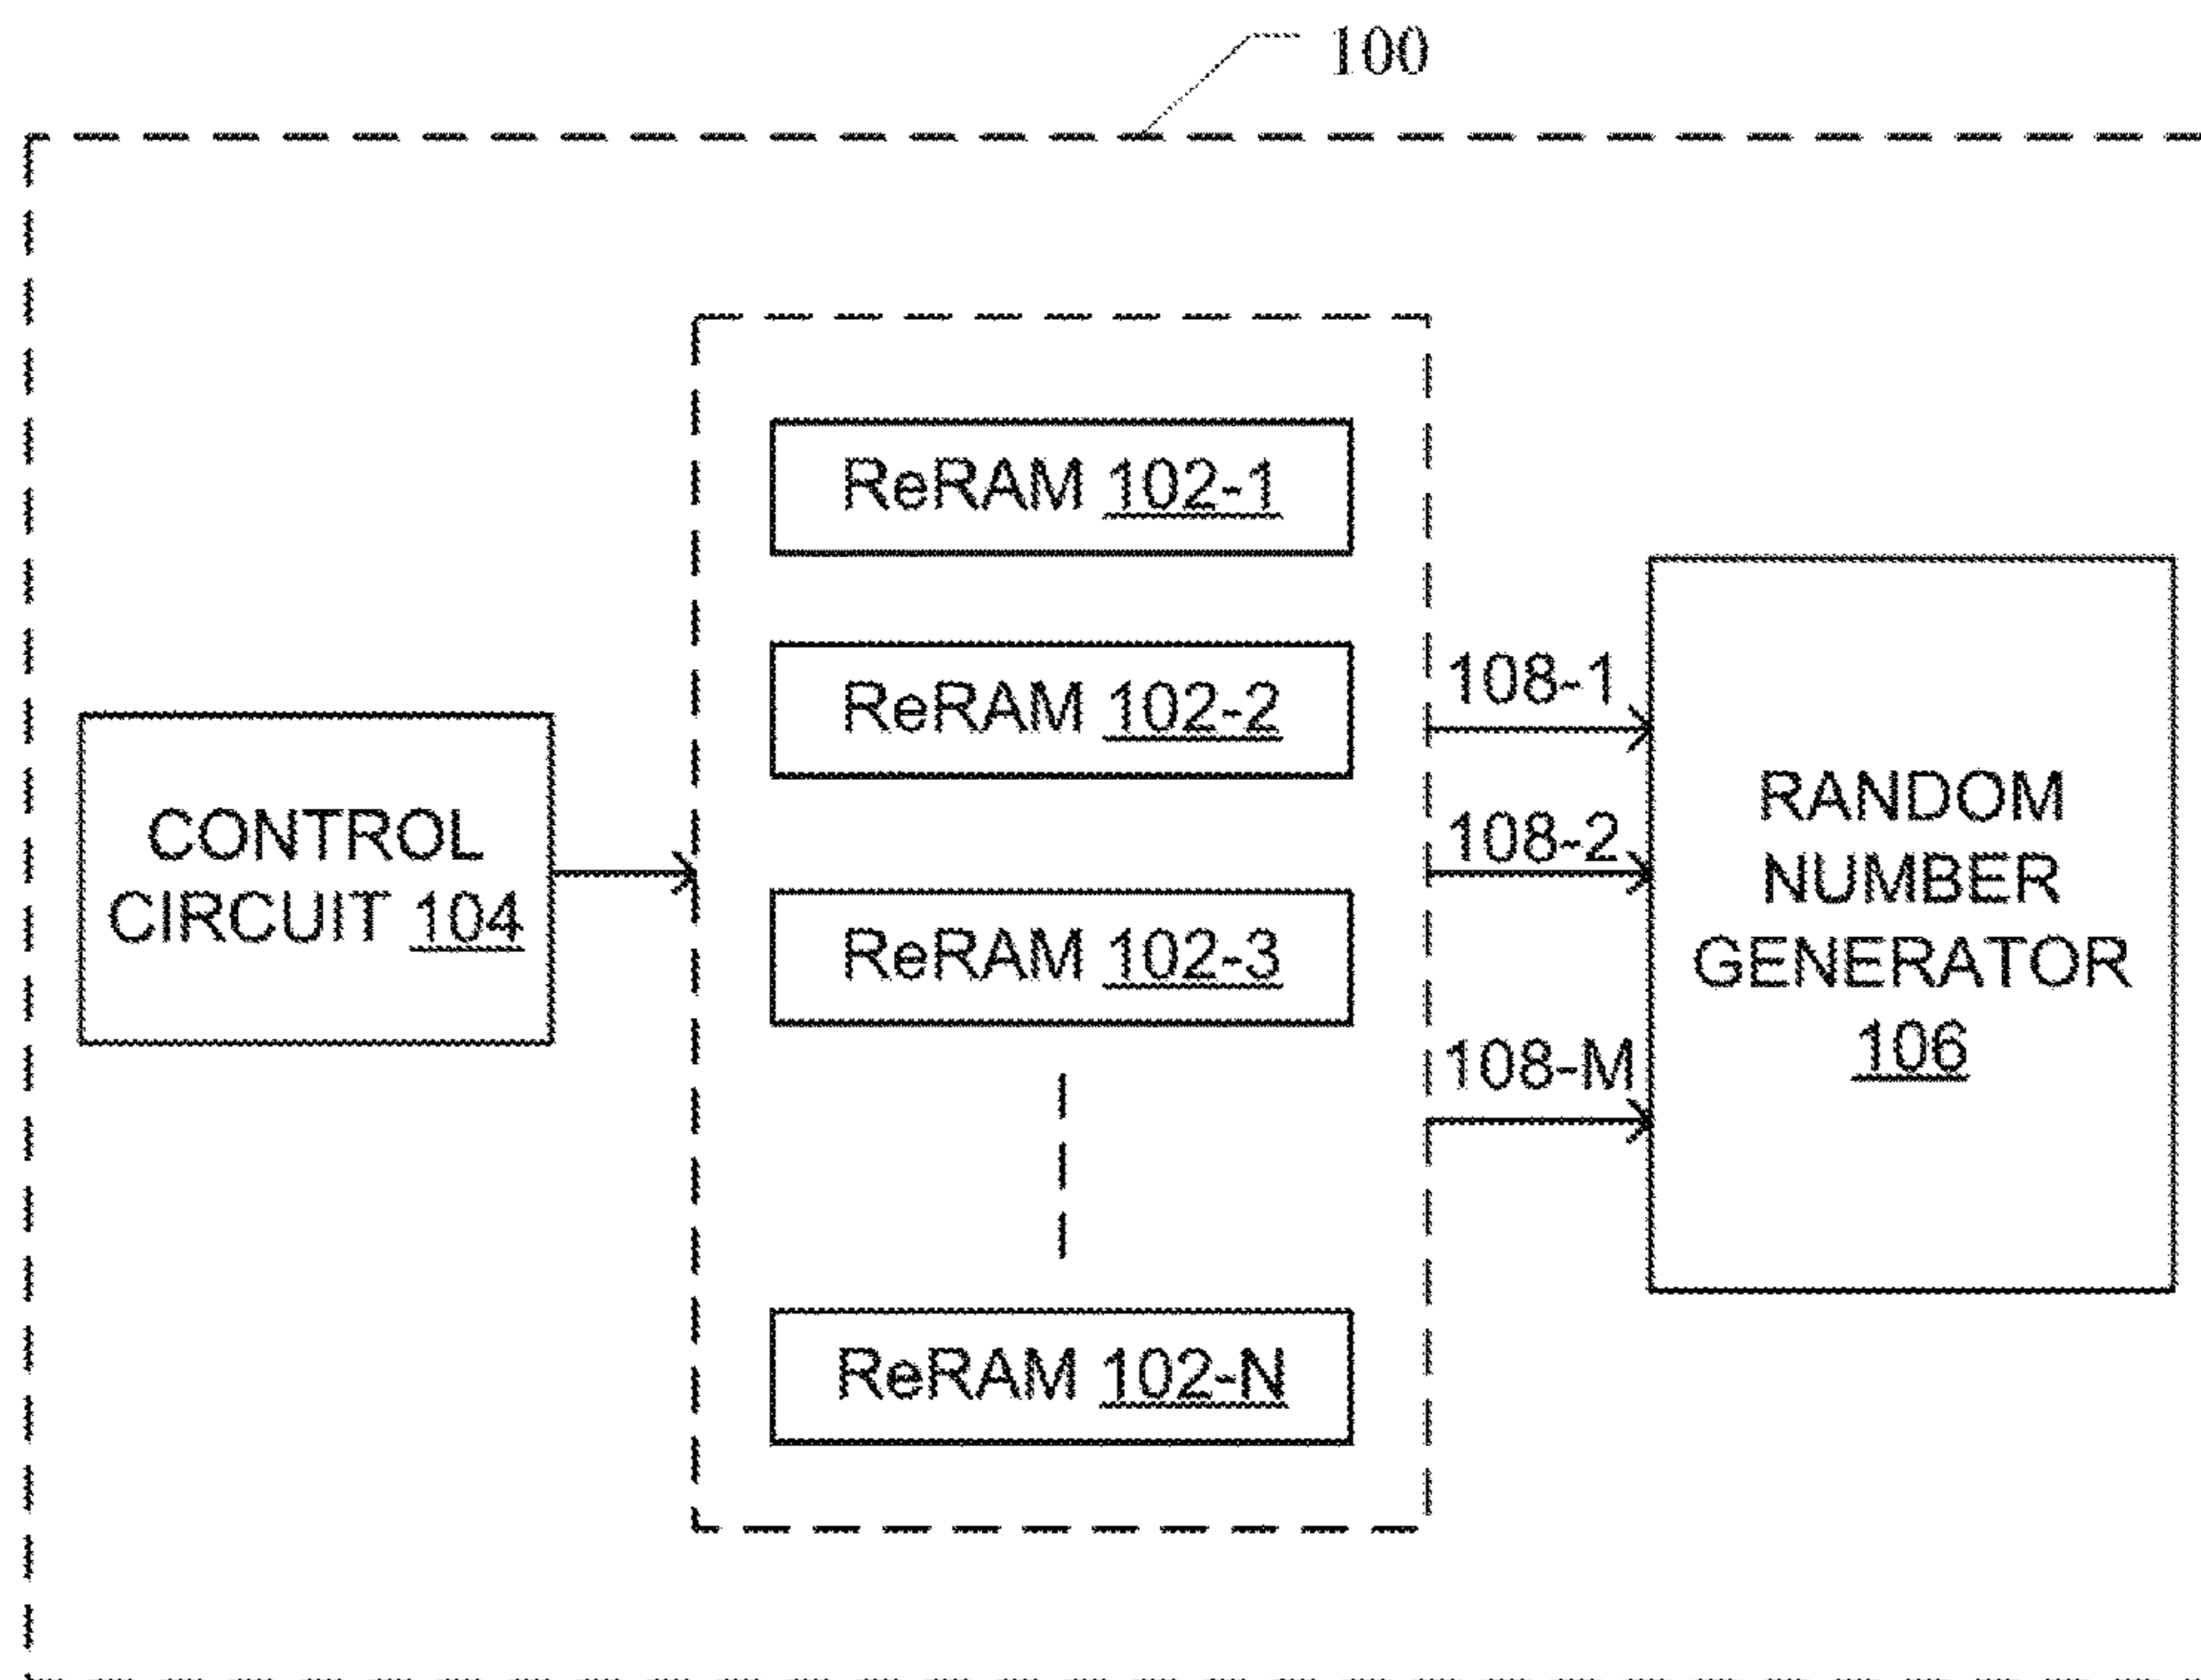 100
ReRAM 102-1
ReRAM 102-2
ReRAM 102-3
ReRAM 102-N
CONTROL
CIRCUIT 104
108-1
108-2
108-M
RANDOM
NUMBER
GENERATOR
106